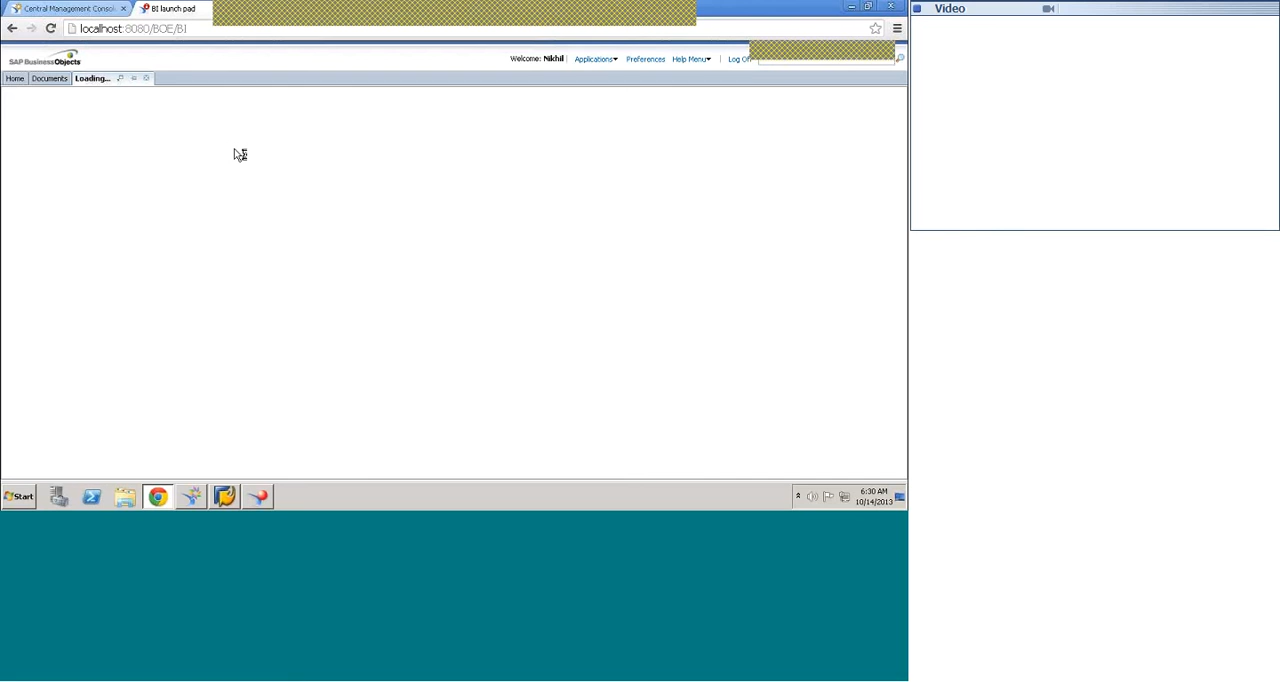 Central Management Consol
BI launch pad
Video
localhost:8080/BOE/BI
SAP BusinessObjects
Welcome: Nikhil
Applications
Preferences
Help Menu
Log Off
Home
Documents
Loading...
Start
6:30 AM
10/14/2013